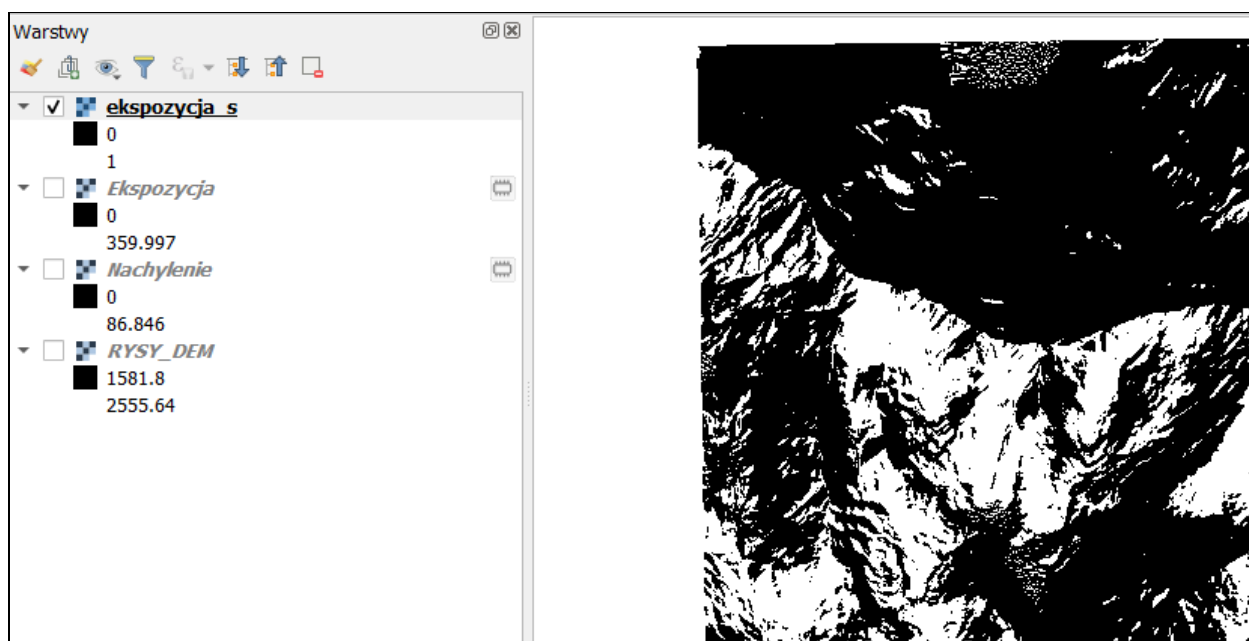 Warstwy
ekspozycja_s
0
1
Ekspozycja
0
359.997
Nachylenie
0
86.846
RYSY_DEM
1581.8
2555.64